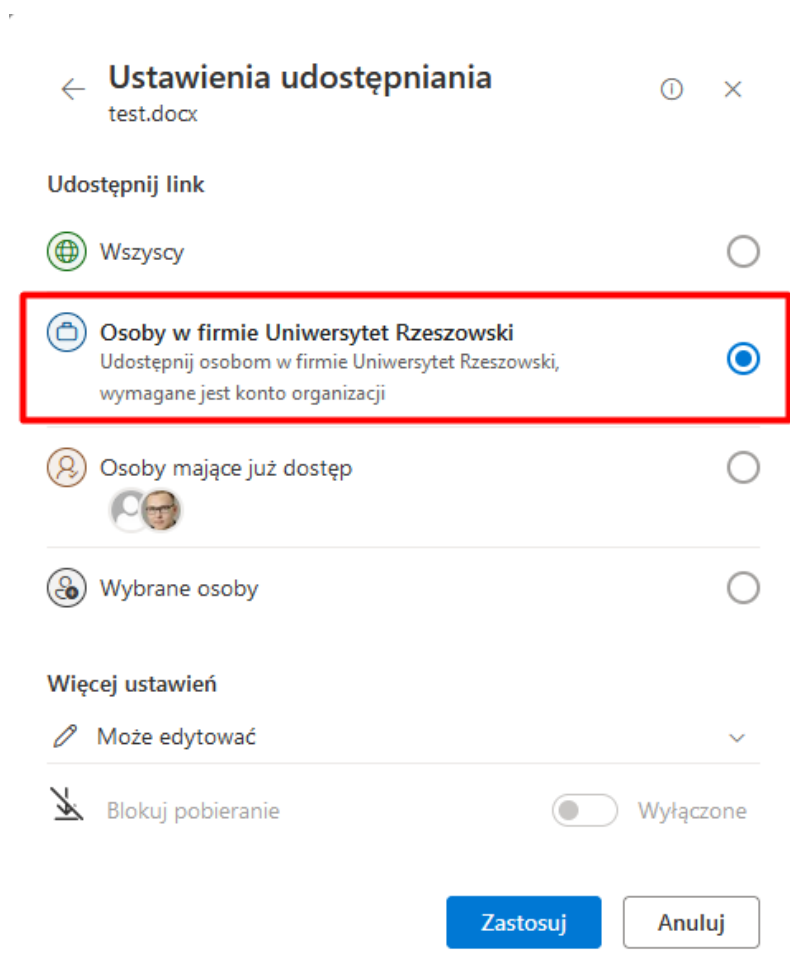 Ustawienia udostępniania
test.docx
Udostępnij link
Wszyscy
Osoby w firmie Uniwersytet Rzeszowski
Udostępnij osobom w firmie Uniwersytet Rzeszowski,
wymagane jest konto organizacji
Osoby mające już dostęp
Wybrane osoby
Więcej ustawień
Może edytować
Blokuj pobieranie Wyłączone
Zastosuj Anuluj